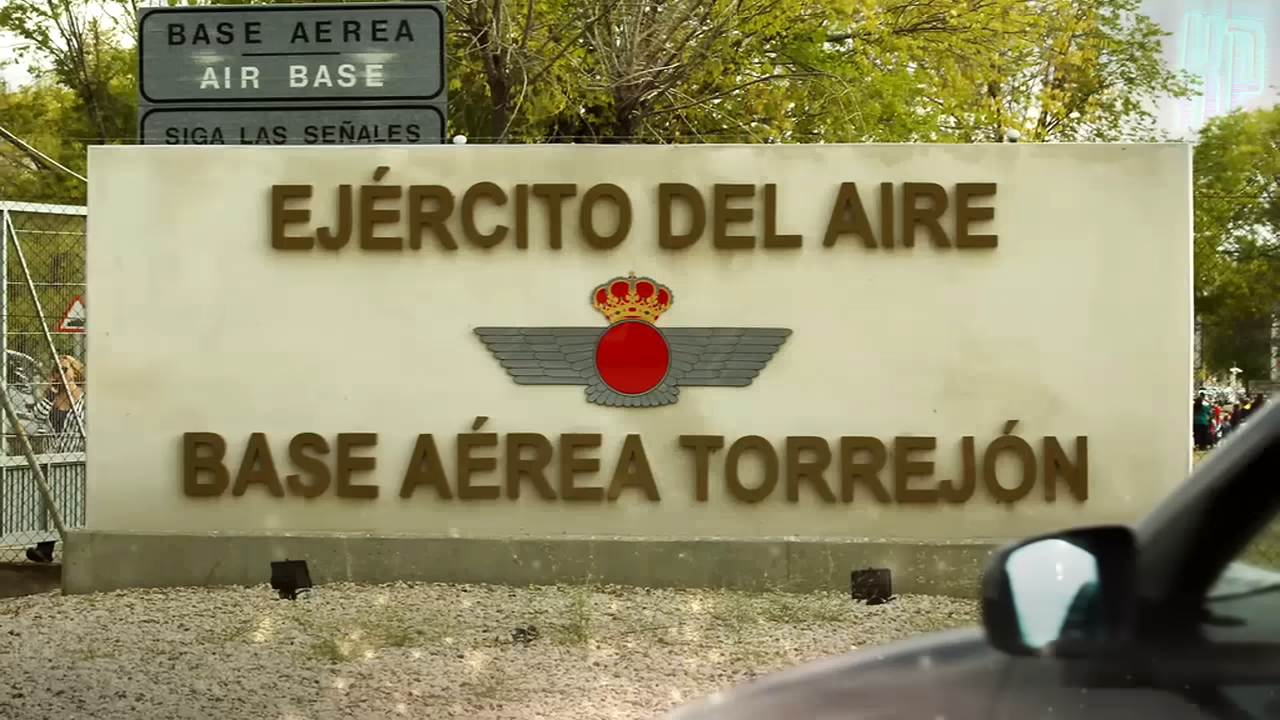 BASE AEREA
AIR BASE
SIGA LAS SEÑALES
EJÉRCITO DEL AIRE
BASE AÉREA TORREJÓN